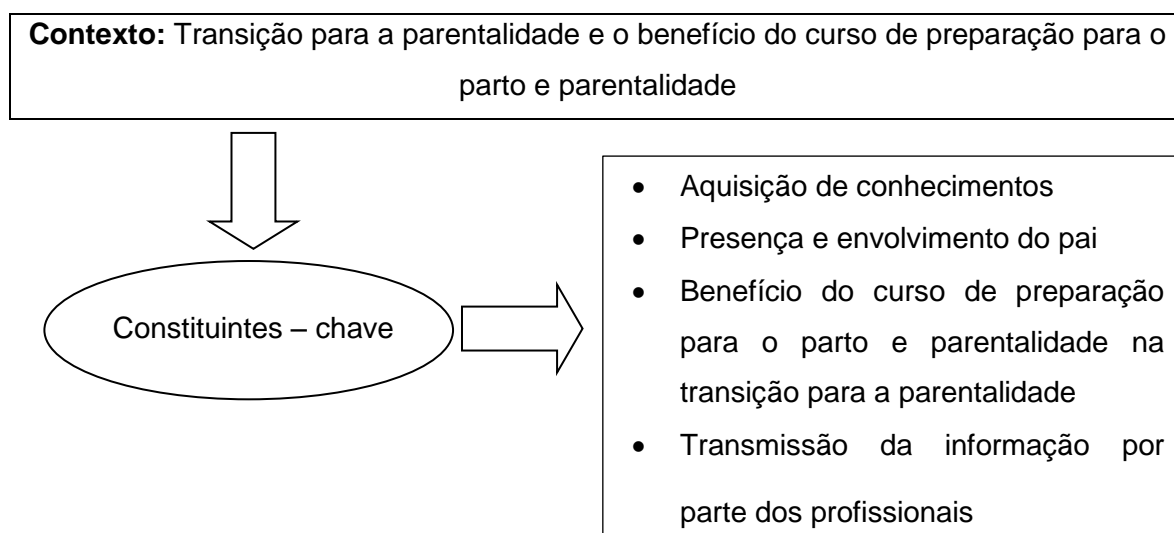 Contexto: Transição para a parentalidade e o benefício do curso de preparação para o
parto e parentalidade
Constituintes – chave
• Aquisição de conhecimentos
• Presença e envolvimento do pai
• Benefício do curso de preparação
para o parto e parentalidade na
transição para a parentalidade
• Transmissão da informação por
parte dos profissionais